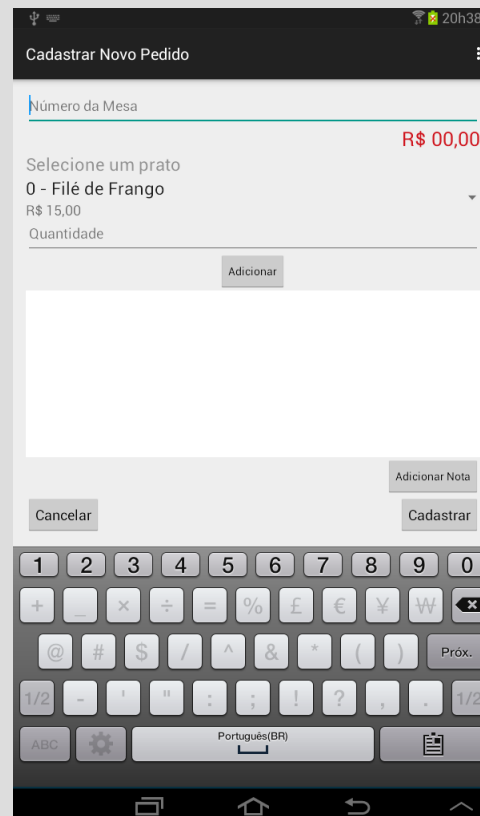 20h38
Cadastrar Novo Pedido
Número da Mesa
R$ 00,00
Selecione um prato
0 - Filé de Frango
R$ 15,00
Quantidade
Adicionar
Adicionar Nota
Cancelar
Cadastrar
1 2 3 4 5 6 7 8 9 0
+ _ × ÷ = % £ € ¥ ₩
@ # $ / ^ & * ( ) Próx.
1/2 - ' " : ; ! ? , . 1/2
ABC Português(BR)